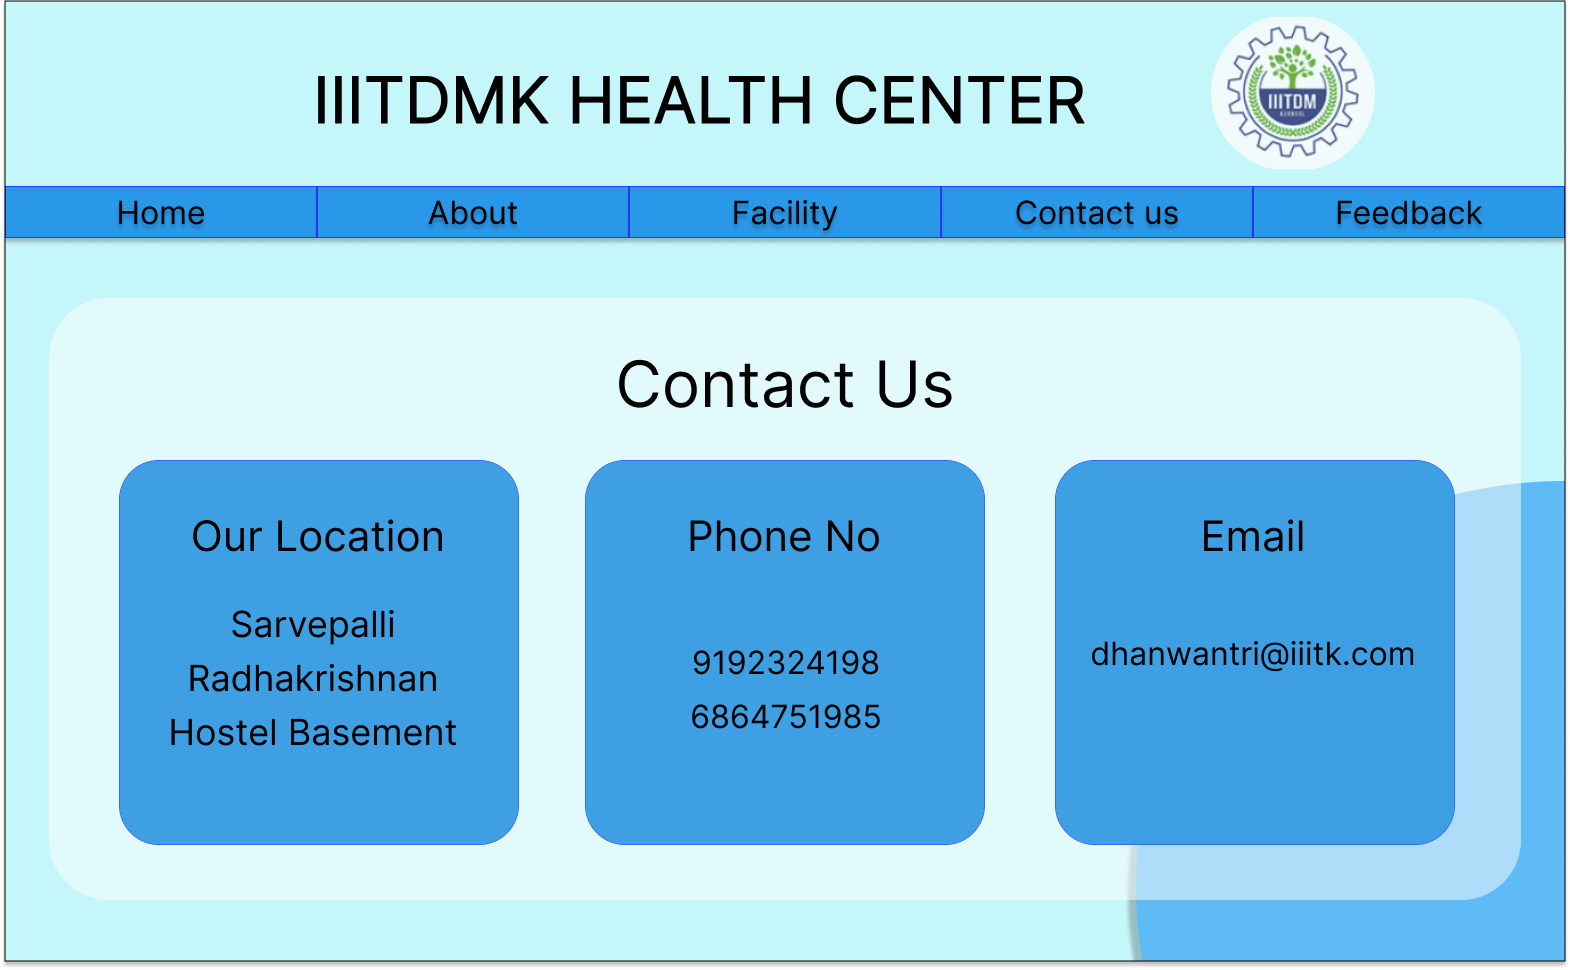 IIITDMK HEALTH CENTER
IIITDM
KURNOOL
Home
About
Facility
Contact us
Feedback
Contact Us
Our Location
Sarvepalli
Radhakrishnan
Hostel Basement
Phone No
9192324198
6864751985
Email
dhanwantri@iiitk.com